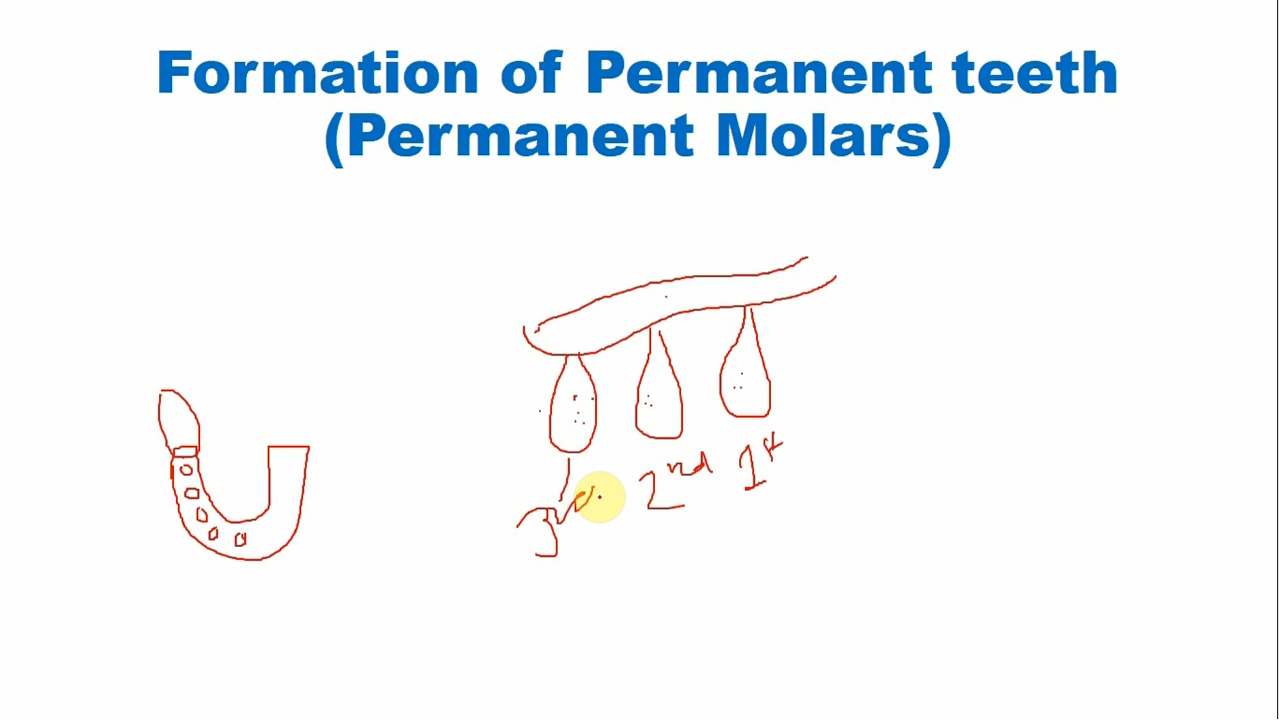 Formation of Permanent teeth
(Permanent Molars)
3rd 2nd 1st